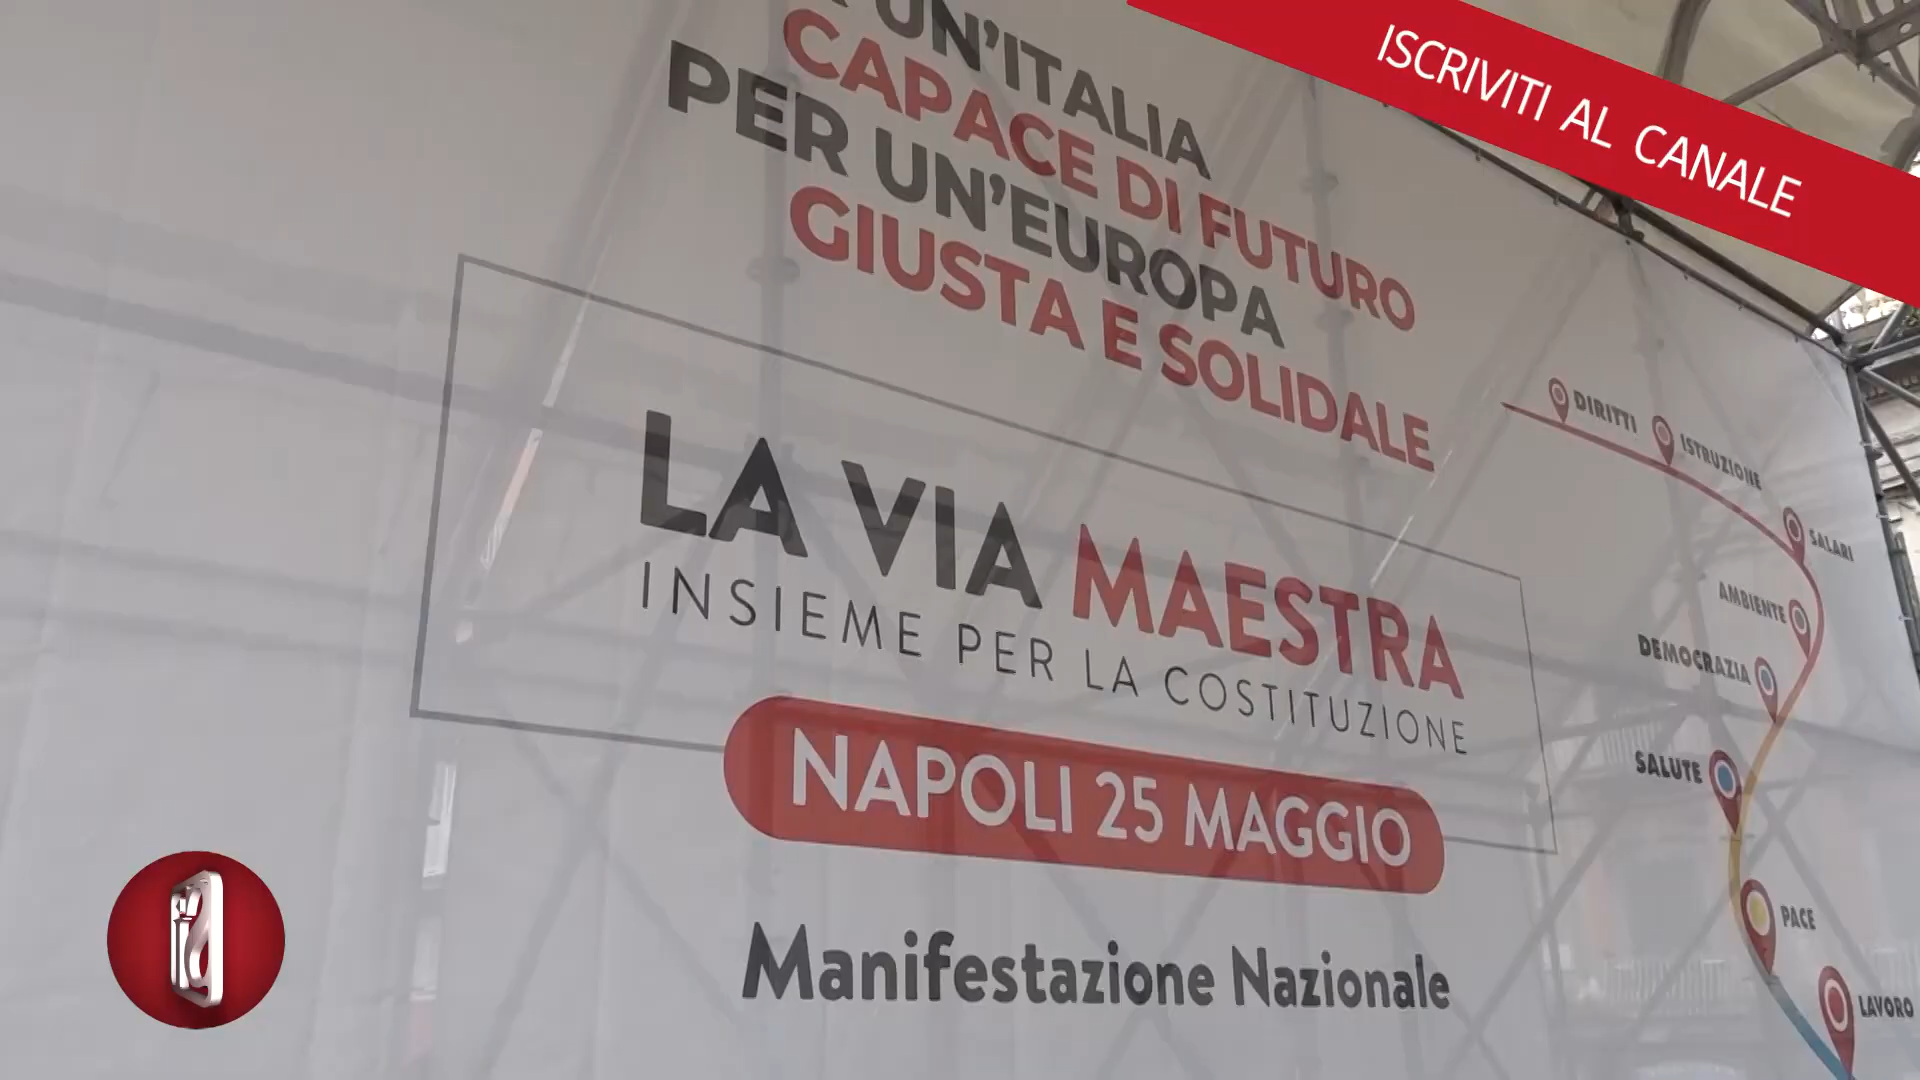 UN'ITALIA
CAPACE DI FUTURO
PER UN'EUROPA
GIUSTA E SOLIDALE
LA VIA MAESTRA
INSIEME PER LA COSTITUZIONE
NAPOLI 25 MAGGIO
Manifestazione Nazionale
ISCRIVITI AL CANALE
DIRITTI
ISTRUZIONE
SALARI
AMBIENTE
DEMOCRAZIA
SALUTE
PACE
LAVORO